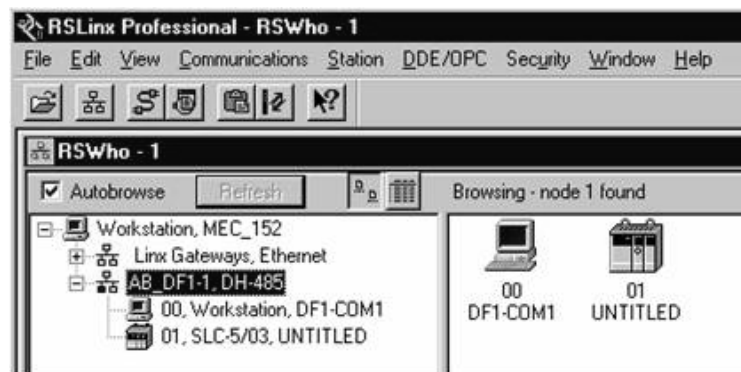 RSLinx Professional - RSWho - 1
File Edit View Communications Station DDE/OPC Security Window Help
RSWho - 1
Autobrowse Refresh Browsing - node 1 found
Workstation, MEC_152
Linx Gateways, Ethernet
AB_DF1-1, DH-485
00, Workstation, DF1-COM1
01, SLC-5/03, UNTITLED
00
DF1-COM1
01
UNTITLED